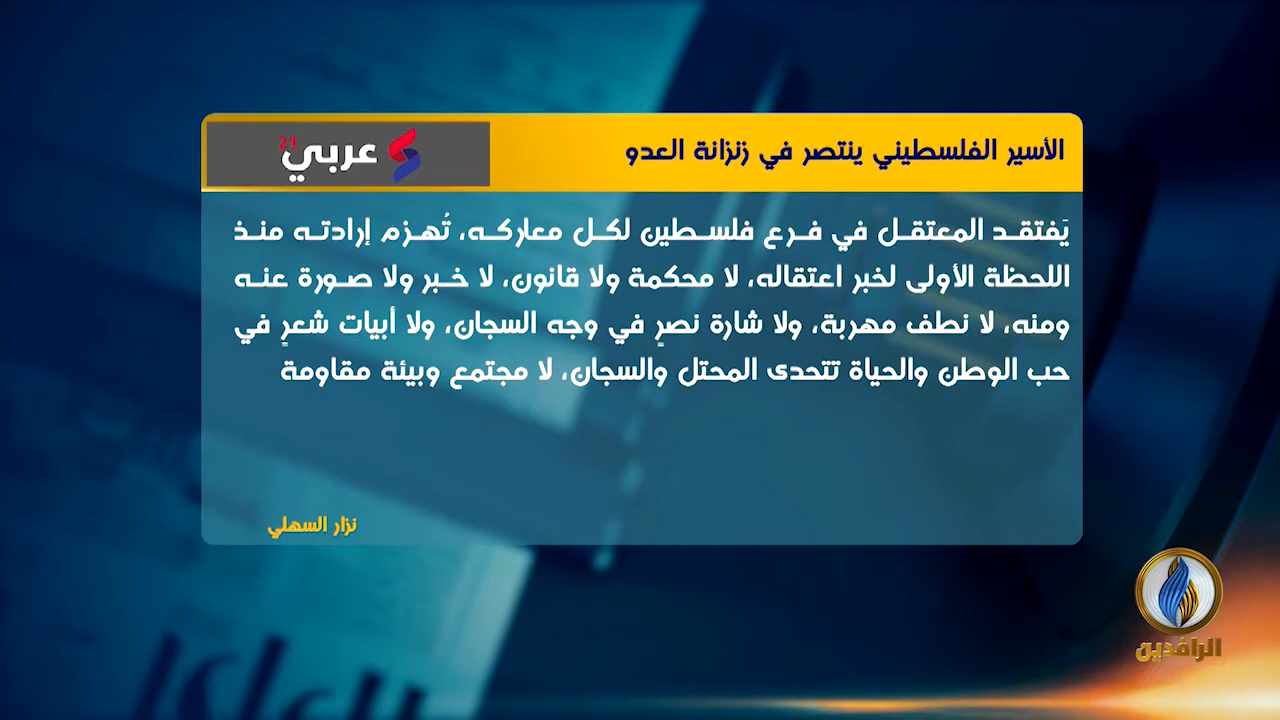 الأسير الفلسطيني ينتصر في زنزانة العدو
عربي 21
يَفتقد المعتقل في فرع فلسطين لكل معاركه، تُهزم إرادته منذ
اللحظة الأولى لخبر اعتقاله، لا محكمة ولا قانون، لا خبر ولا صورة عنه
ومنه، لا نطف مهربة، ولا شارة نصرٍ في وجه السجان، ولا أبيات شعرٍ في
حب الوطن والحياة تتحدى المحتل والسجان، لا مجتمع وبيئة مقاومة
نزار السهلي
الرافدين